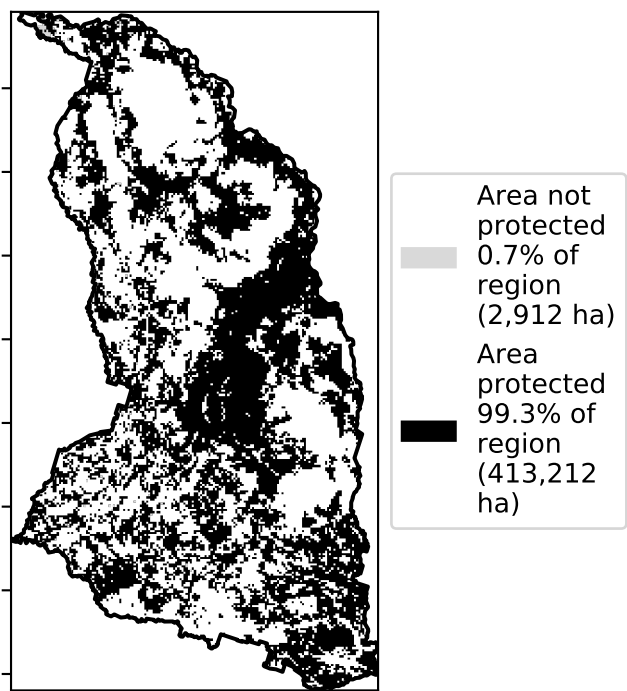 Area not
protected
0.7% of
region
(2,912 ha)
Area
protected
99.3% of
region
(413,212
ha)